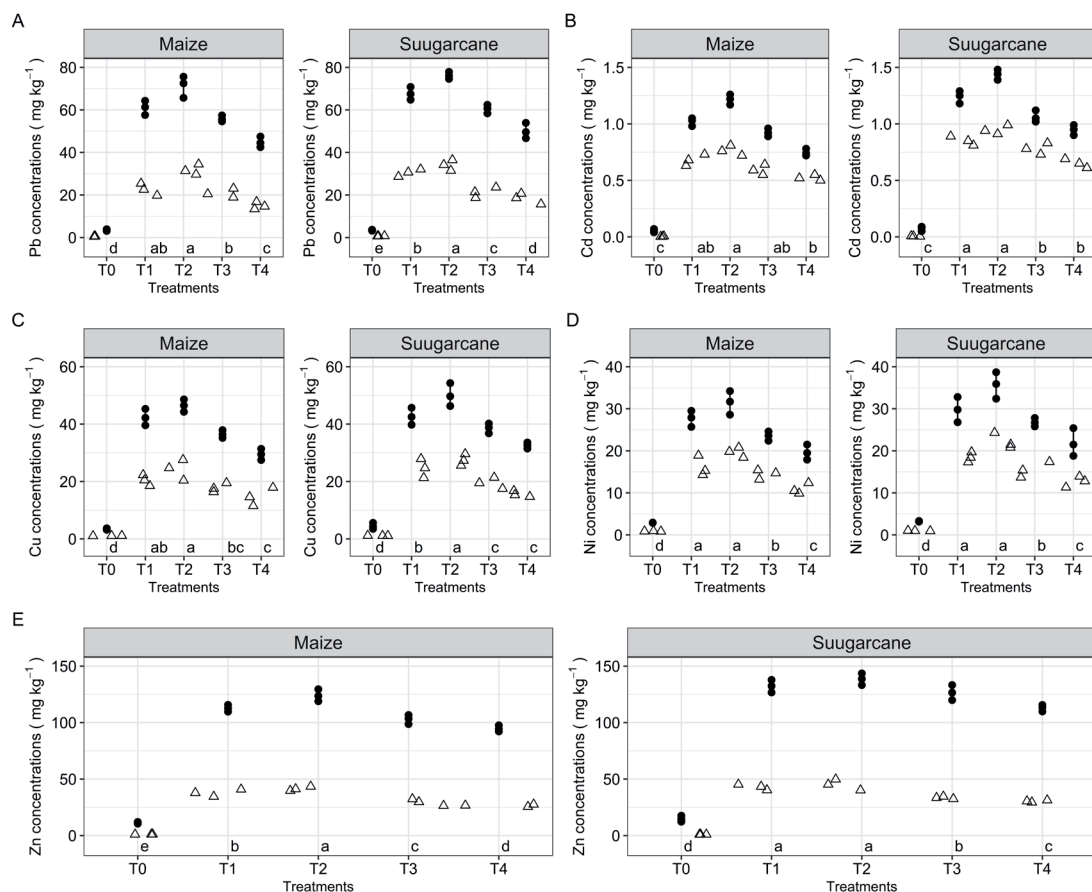 A
B
Maize
Suugarcane
Maize
Suugarcane
Pb concentrations ( mg kg⁻¹ )
80
60
40
20
0
d ab a b c
T0 T1 T2 T3 T4
Treatments
Pb concentrations ( mg kg⁻¹ )
80
60
40
20
0
e b a c d
T0 T1 T2 T3 T4
Treatments
Cd concentrations ( mg kg⁻¹ )
1.5
1.0
0.5
0.0
c ab a ab b
T0 T1 T2 T3 T4
Treatments
Cd concentrations ( mg kg⁻¹ )
1.5
1.0
0.5
0.0
c a a b b
T0 T1 T2 T3 T4
Treatments
C
D
Maize
Suugarcane
Maize
Suugarcane
Cu concentrations ( mg kg⁻¹ )
60
40
20
0
d ab a bc c
T0 T1 T2 T3 T4
Treatments
Cu concentrations ( mg kg⁻¹ )
60
40
20
0
d b a c c
T0 T1 T2 T3 T4
Treatments
Ni concentrations ( mg kg⁻¹ )
40
30
20
10
0
d a a b c
T0 T1 T2 T3 T4
Treatments
Ni concentrations ( mg kg⁻¹ )
40
30
20
10
0
d a a b c
T0 T1 T2 T3 T4
Treatments
E
Maize
Suugarcane
Zn concentrations ( mg kg⁻¹ )
150
100
50
0
e b a c d
T0 T1 T2 T3 T4
Treatments
Zn concentrations ( mg kg⁻¹ )
150
100
50
0
d a a b c
T0 T1 T2 T3 T4
Treatments